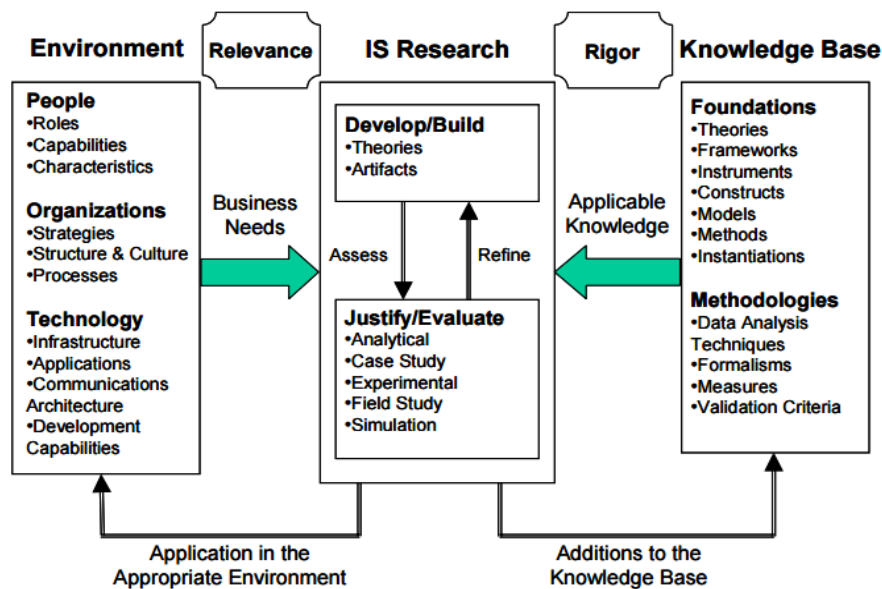 Environment
Relevance
IS Research
Rigor
Knowledge Base
People
•Roles
•Capabilities
•Characteristics
Organizations
•Strategies
•Structure & Culture
•Processes
Technology
•Infrastructure
•Applications
•Communications
Architecture
•Development
Capabilities
Business
Needs
Develop/Build
•Theories
•Artifacts
Assess
Refine
Justify/Evaluate
•Analytical
•Case Study
•Experimental
•Field Study
•Simulation
Applicable
Knowledge
Foundations
•Theories
•Frameworks
•Instruments
•Constructs
•Models
•Methods
•Instantiations
Methodologies
•Data Analysis
Techniques
•Formalisms
•Measures
•Validation Criteria
Application in the
Appropriate Environment
Additions to the
Knowledge Base